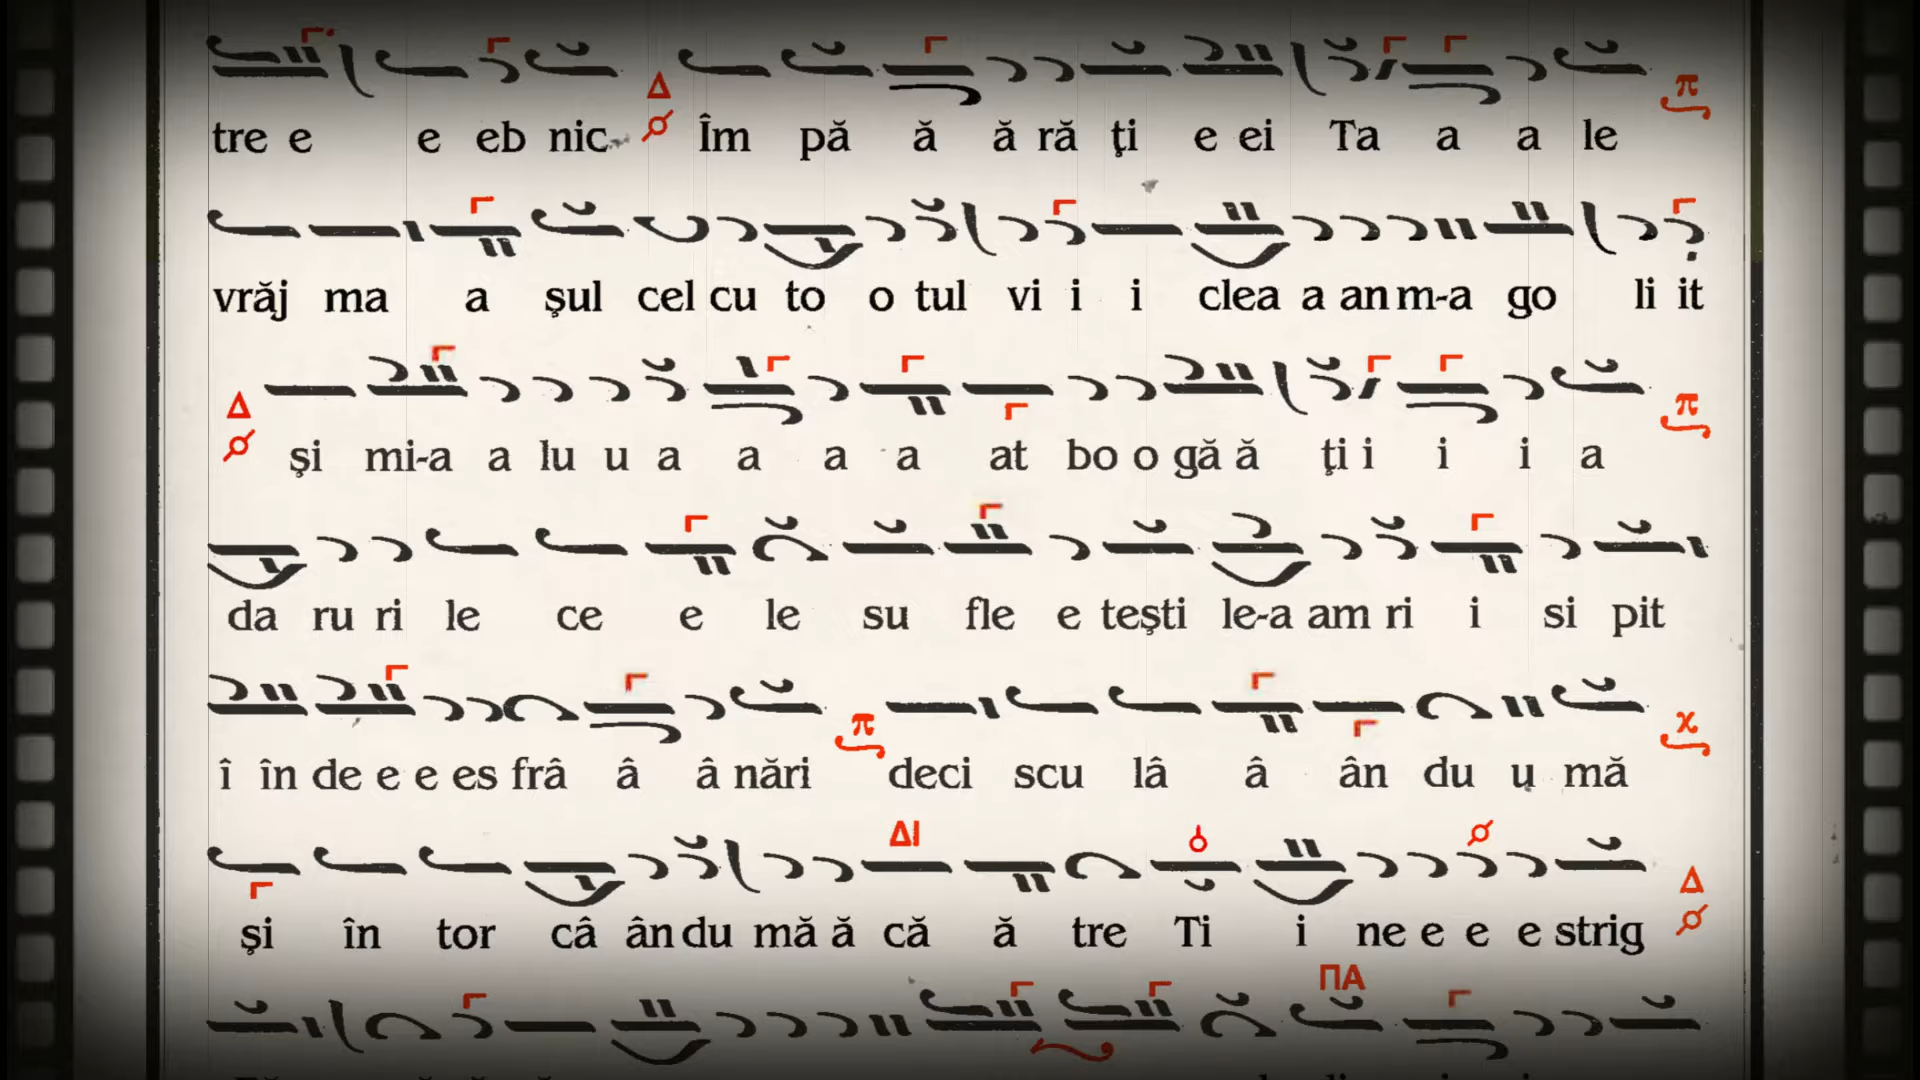 tre e e eb nic Îm pă ă ă ră ţi e ei Ta a a le
vrăj ma a şul cel cu to o tul vi i i clea a an m-a go li it
şi mi-a a lu u a a a a at bo o gă ă ţi i i i a
da ru ri le ce e le su fle e teşti le-a am ri i si pit
î în de e e es frâ â â nări deci scu lâ â ân du u mă
şi în tor câ ân du mă ă că ă tre Ti i ne e e e strig